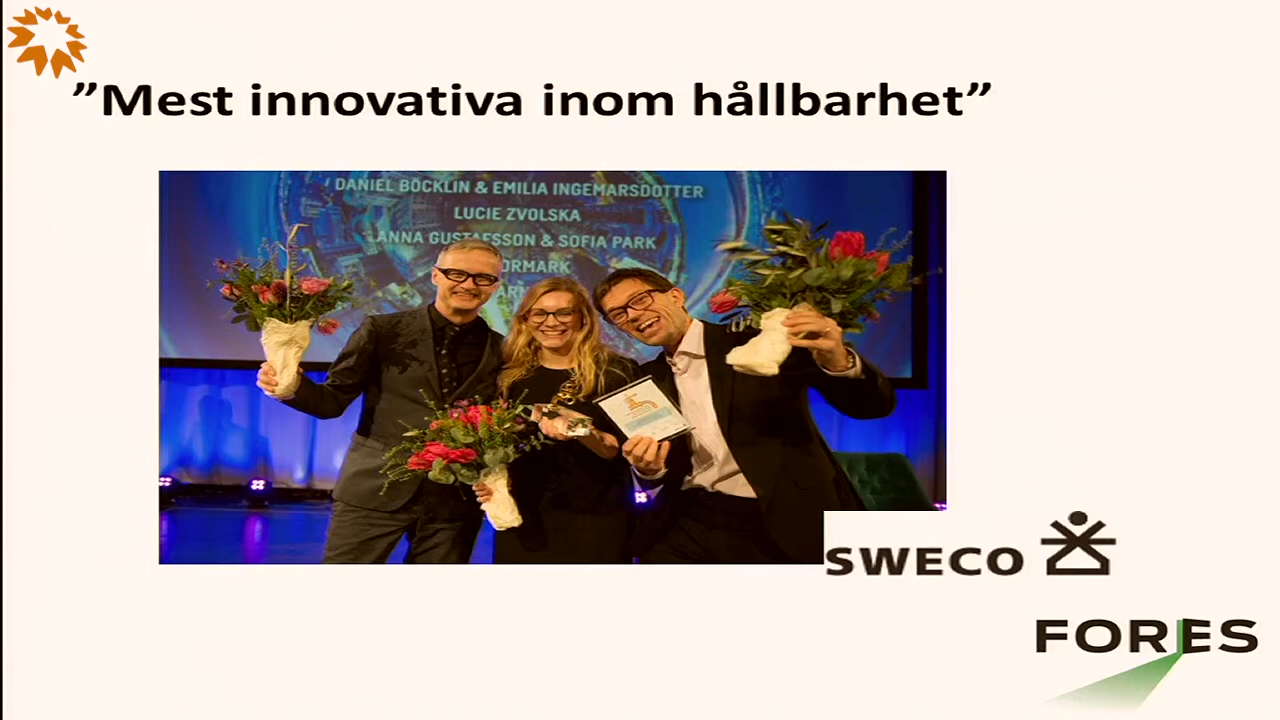 ”Mest innovativa inom hållbarhet”
/ DANIEL BÖCKLIN & EMILIA INGEMARSDOTTER
LUCIE ZVOLSKA
ANNA GUSTAFSSON & SOFIA PARK
SWECO
FORES